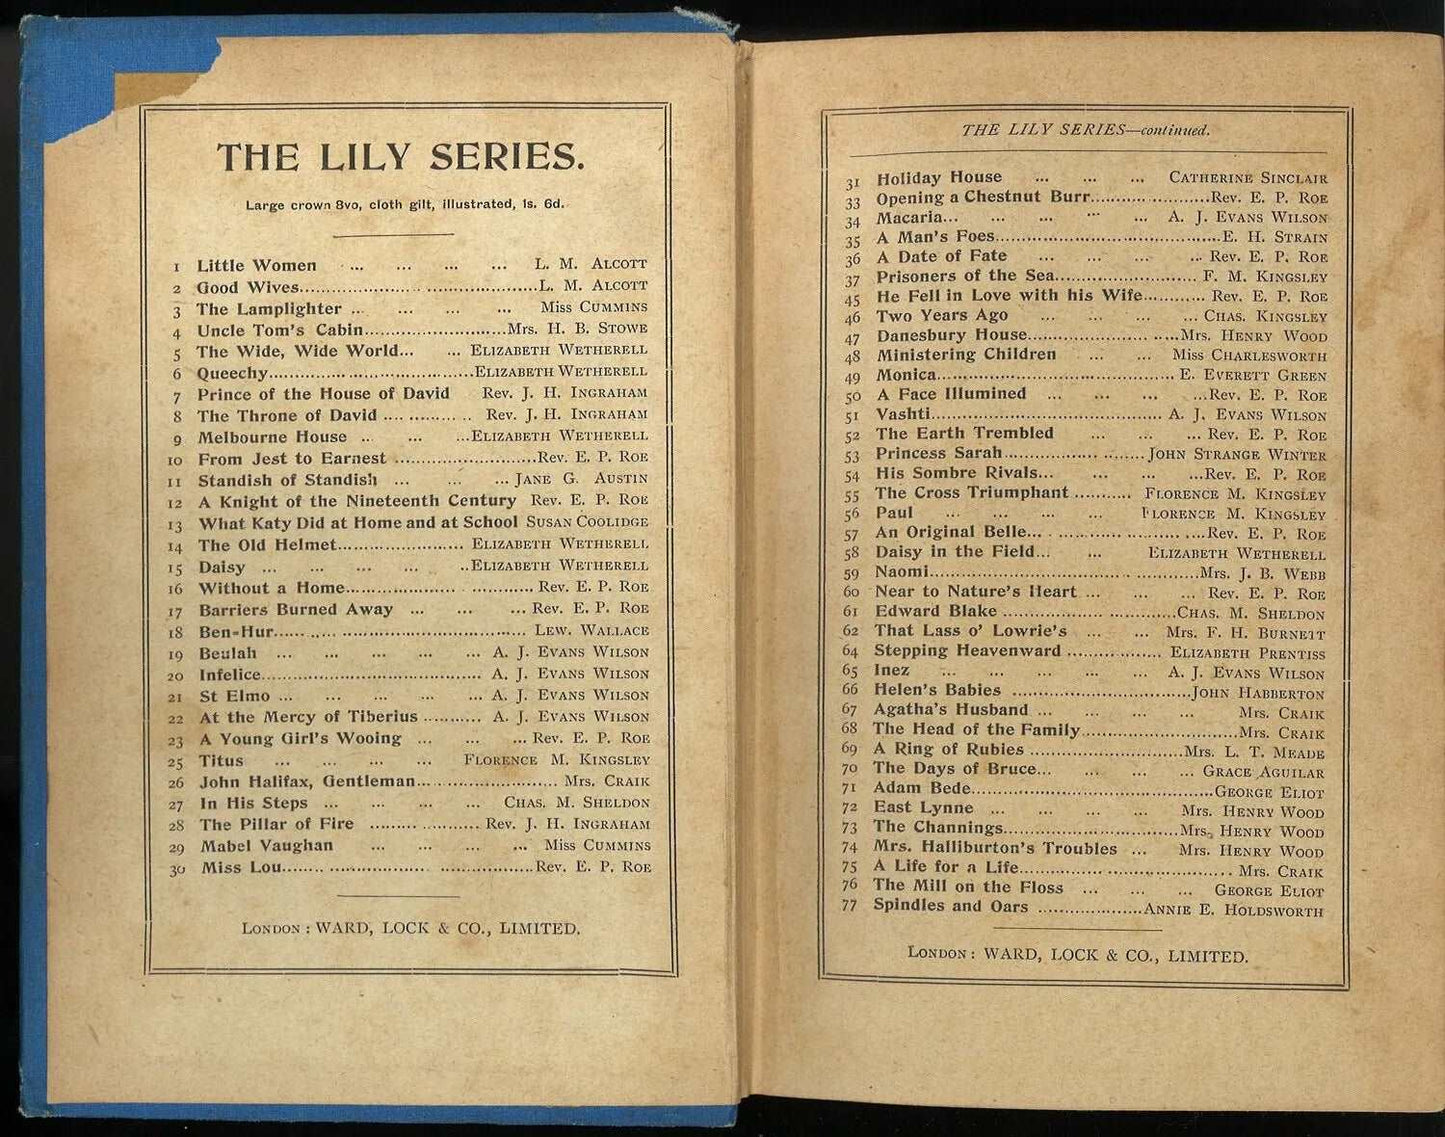 THE LILY SERIES.
Large crown 8vo, cloth gilt, illustrated, 1s. 6d.
1 Little Women ... ... ... ... L. M. ALCOTT
2 Good Wives..........L. M. ALCOTT
3 The Lamplighter ... ... ... ... Miss CUMMINS
4 Uncle Tom's Cabin..........Mrs. H. B. STOWE
5 The Wide, Wide World... ... ELIZABETH WETHERELL
6 Queechy..........ELIZABETH WETHERELL
7 Prince of the House of David Rev. J. H. INGRAHAM
8 The Throne of David .......... Rev. J. H. INGRAHAM
9 Melbourne House ... ... ...ELIZABETH WETHERELL
10 From Jest to Earnest ..........Rev. E. P. ROE
11 Standish of Standish ... ... ...JANE G. AUSTIN
12 A Knight of the Nineteenth Century Rev. E. P. ROE
13 What Katy Did at Home and at School SUSAN COOLIDGE
14 The Old Helmet.......... ELIZABETH WETHERELL
15 Daisy ... ... ... ... ..ELIZABETH WETHERELL
16 Without a Home.......... Rev. E. P. ROE
17 Barriers Burned Away ... ... ... Rev. E. P. ROE
18 Ben-Hur.......... LEW. WALLACE
19 Beulah ... ... ... ... ... A. J. EVANS WILSON
20 Infelice.......... A. J. EVANS WILSON
21 St Elmo ... ... ... ... ... A. J. EVANS WILSON
22 At the Mercy of Tiberius .......... A. J. EVANS WILSON
23 A Young Girl's Wooing ... ... ... Rev. E. P. ROE
25 Titus ... ... ... ... FLORENCE M. KINGSLEY
26 John Halifax, Gentleman.......... Mrs. CRAIK
27 In His Steps ... ... ... ... CHAS. M. SHELDON
28 The Pillar of Fire .......... Rev. J. H. INGRAHAM
29 Mabel Vaughan ... ... ... ... Miss CUMMINS
30 Miss Lou..........Rev. E. P. ROE
LONDON: WARD, LOCK & CO., LIMITED.
THE LILY SERIES—continued.
31 Holiday House ... ... ... CATHERINE SINCLAIR
33 Opening a Chestnut Burr..........Rev. E. P. ROE
34 Macaria... ... ... ... ... A. J. EVANS WILSON
35 A Man's Foes..........E. H. STRAIN
36 A Date of Fate ... ... ... ... Rev. E. P. ROE
37 Prisoners of the Sea.......... F. M. KINGSLEY
45 He Fell in Love with his Wife.......... Rev. E. P. ROE
46 Two Years Ago ... ... ... ... CHAS. KINGSLEY
47 Danesbury House..........Mrs. HENRY WOOD
48 Ministering Children ... ... Miss CHARLESWORTH
49 Monica.......... E. EVERETT GREEN
50 A Face Illumined ... ... ... ...Rev. E. P. ROE
51 Vashti.......... A. J. EVANS WILSON
52 The Earth Trembled ... ... ... Rev. E. P. ROE
53 Princess Sarah..........JOHN STRANGE WINTER
54 His Sombre Rivals... ... ... ...Rev. E. P. ROE
55 The Cross Triumphant .......... FLORENCE M. KINGSLEY
56 Paul ... ... ... ... FLORENCE M. KINGSLEY
57 An Original Belle..........Rev. E. P. ROE
58 Daisy in the Field... ... ELIZABETH WETHERELL
59 Naomi..........Mrs. J. B. WEBB
60 Near to Nature's Heart ... ... ... Rev. E. P. ROE
61 Edward Blake ..........CHAS. M. SHELDON
62 That Lass o' Lowrie's ... ... Mrs. F. H. BURNETT
64 Stepping Heavenward .......... ELIZABETH PRENTISS
65 Inez ... ... ... ... ... A. J. EVANS WILSON
66 Helen's Babies ..........JOHN HABBERTON
67 Agatha's Husband ... ... ... ... Mrs. CRAIK
68 The Head of the Family..........Mrs. CRAIK
69 A Ring of Rubies ..........Mrs. L. T. MEADE
70 The Days of Bruce... ... ... ... GRACE AGUILAR
71 Adam Bede..........GEORGE ELIOT
72 East Lynne ... ... ... ... Mrs. HENRY WOOD
73 The Channings..........Mrs. HENRY WOOD
74 Mrs. Halliburton's Troubles ... Mrs. HENRY WOOD
75 A Life for a Life.......... Mrs. CRAIK
76 The Mill on the Floss ... ... ... GEORGE ELIOT
77 Spindles and Oars ..........ANNIE E. HOLDSWORTH
LONDON: WARD, LOCK & CO., LIMITED.